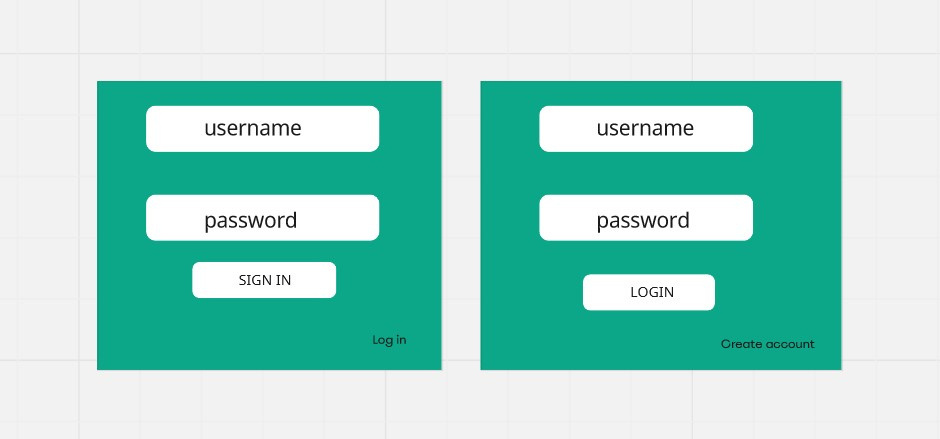 username
password
SIGN IN
Log in
username
password
LOGIN
Create account